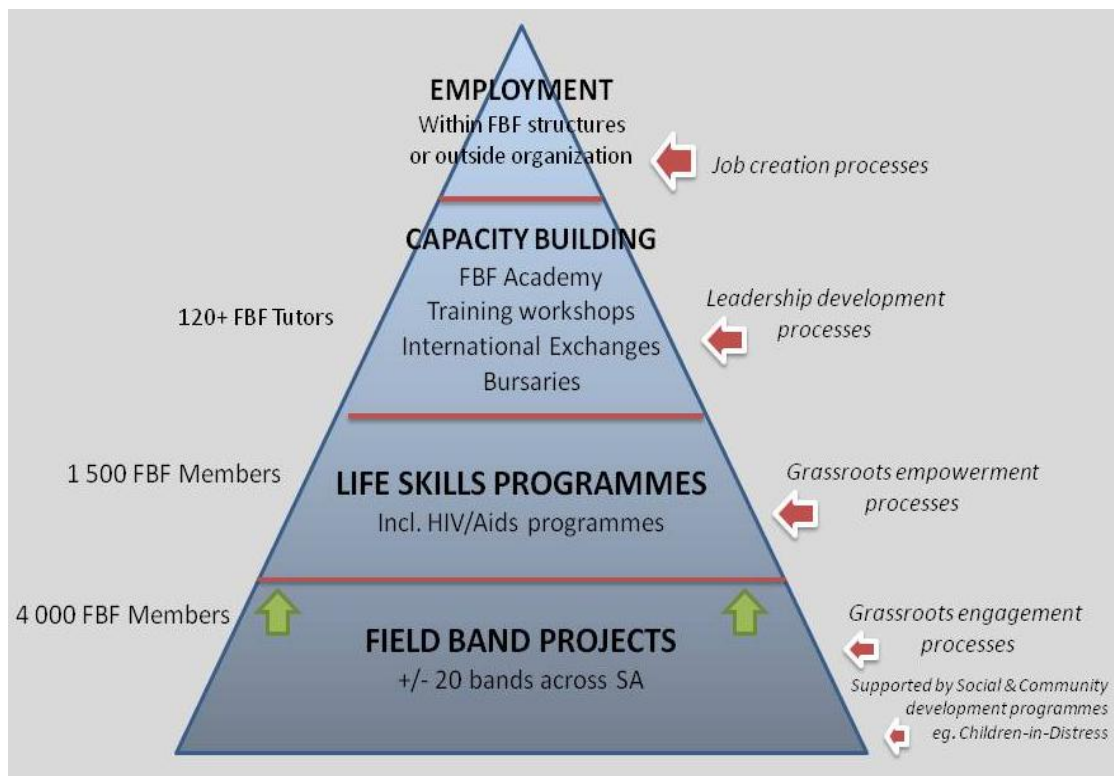 EMPLOYMENT
Within FBF structures
or outside organization
Job creation processes
CAPACITY BUILDING
FBF Academy
Training workshops
International Exchanges
Bursaries
120+ FBF Tutors
Leadership development
processes
1 500 FBF Members
LIFE SKILLS PROGRAMMES
Incl. HIV/Aids programmes
Grassroots empowerment
processes
4 000 FBF Members
FIELD BAND PROJECTS
+/- 20 bands across SA
Grassroots engagement
processes
Supported by Social & Community
development programmes
eg. Children-in-Distress